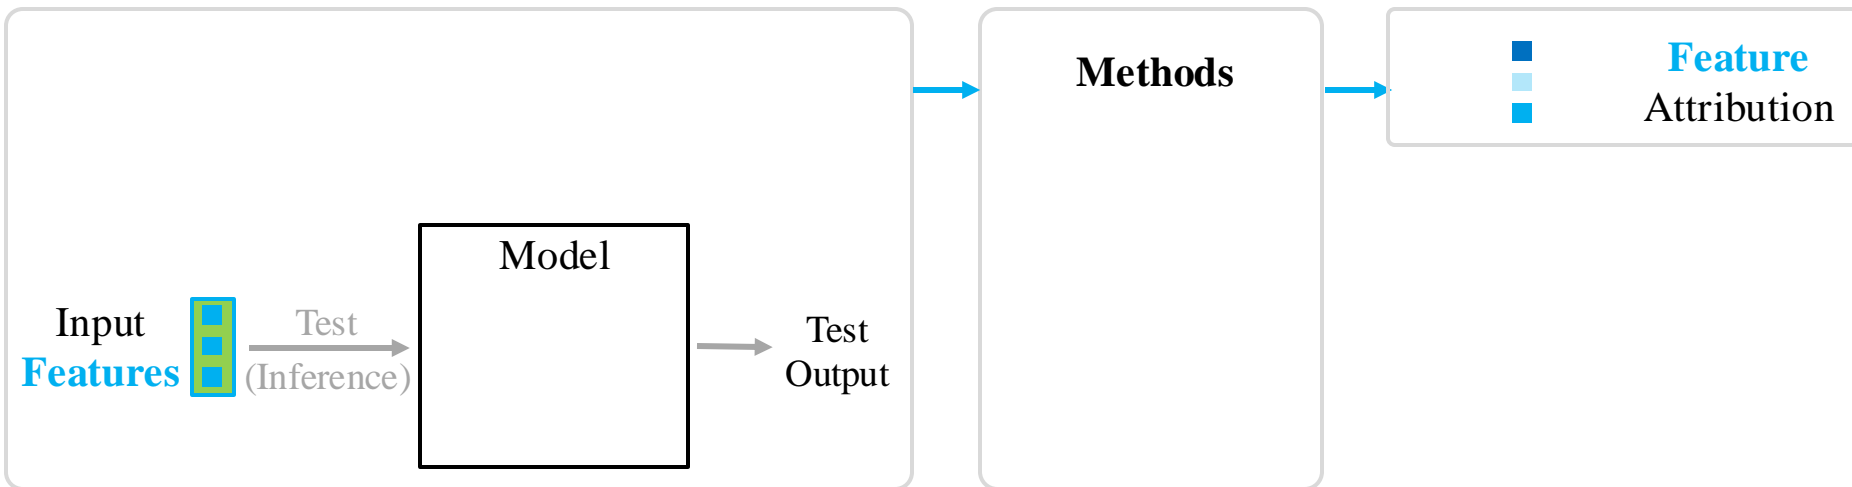 Input
Features
Test
(Inference)
Model
Test
Output
Methods
Feature
Attribution